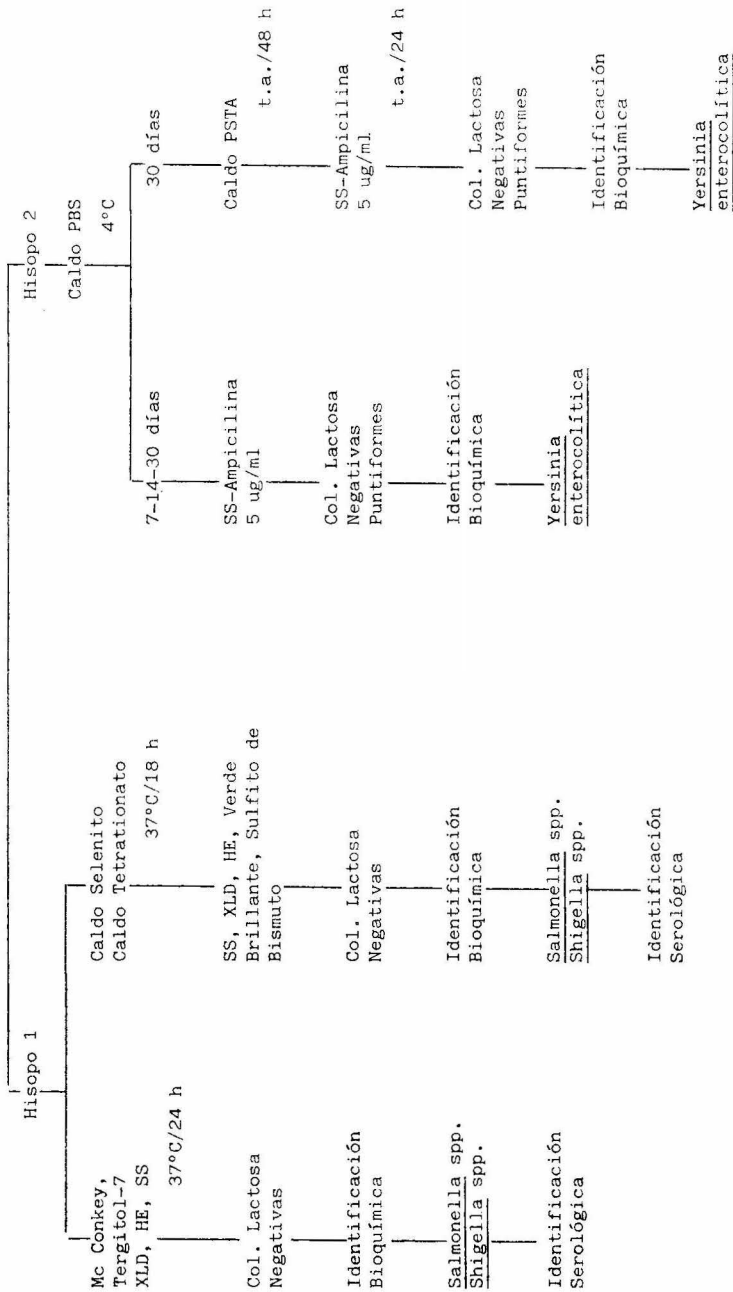 Hisopo 1
Mc Conkey,
Tergitol-7
XLD, HE, SS
37°C/24 h
Col. Lactosa
Negativas
Identificación
Bioquímica
Salmonella spp.
Shigella spp.
Identificación
Serológica
Caldo Selenito
Caldo Tetrationato
37°C/18 h
SS, XLD, HE, Verde
Brillante, Sulfito de
Bismuto
Col. Lactosa
Negativas
Identificación
Bioquímica
Salmonella spp.
Shigella spp.
Identificación
Serológica
Hisopo 2
Caldo PBS
4°C
7-14-30 días
SS-Ampicilina
5 ug/ml
Col. Lactosa
Negativas
Puntiformes
Identificación
Bioquímica
Yersinia
enterocolítica
30 días
Caldo PSTA
t.a./48 h
SS-Ampicilina
5 ug/ml
t.a./24 h
Col. Lactosa
Negativas
Puntiformes
Identificación
Bioquímica
Yersinia
enterocolítica